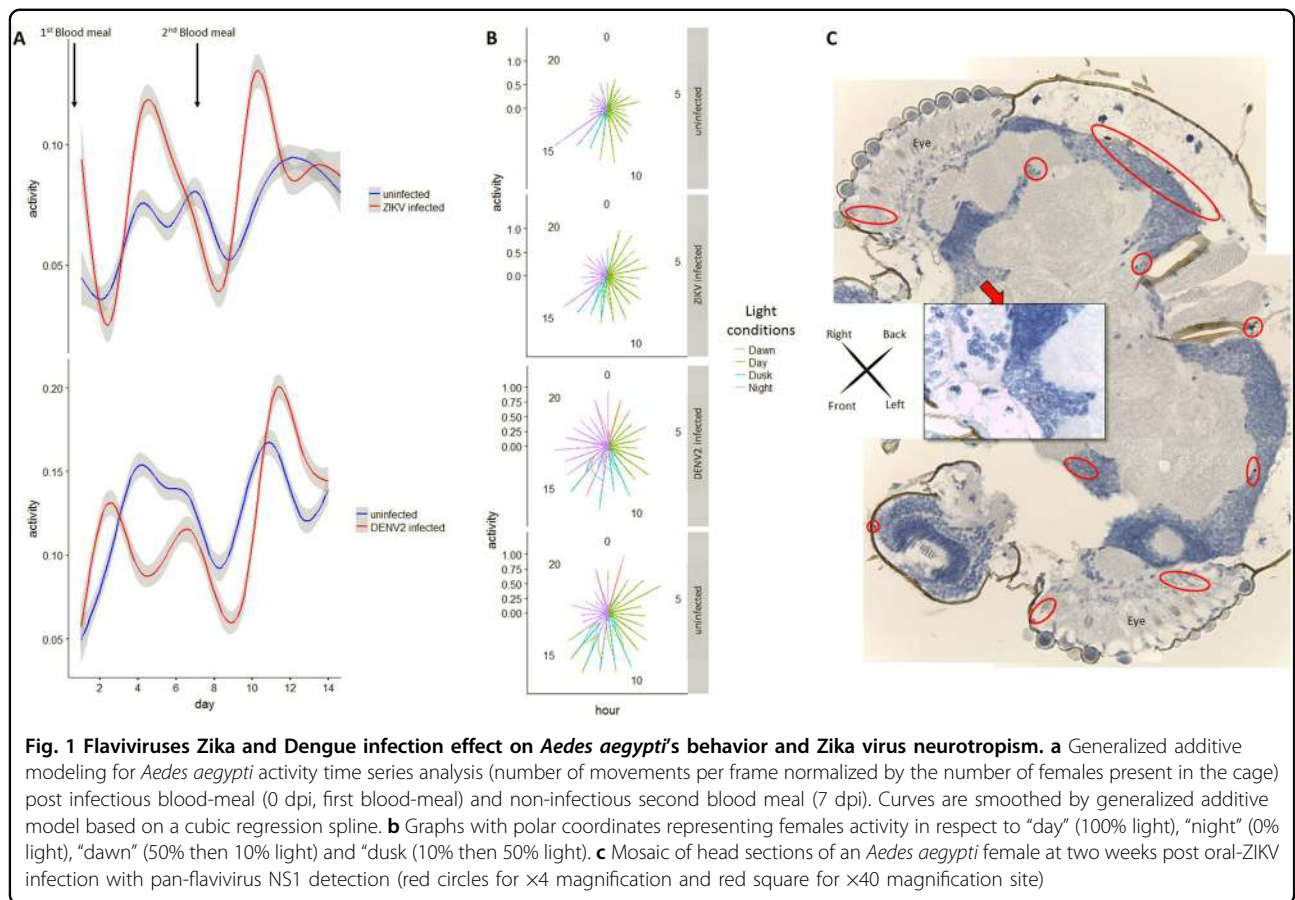 A
1st Blood meal
2nd Blood meal
0.10
0.05
activity
uninfected
ZIKV infected
0.20
0.15
0.10
0.05
activity
uninfected
DENV2 infected
2 4 6 8 10 12 14
day
B
0
20
1.0
0.5
0.0
5
15
10
uninfected
activity
0
20
1.0
0.5
0.0
5
15
10
ZIKV infected
0
20
1.00
0.75
0.50
0.25
0.00
5
15
10
DENV2 infected
activity
0
20
1.00
0.75
0.50
0.25
0.00
5
15
10
uninfected
hour
Light
conditions
Dawn
Day
Dusk
Night
C
Eye
Right Back
Front Left
Eye
Fig. 1 Flaviviruses Zika and Dengue infection effect on Aedes aegypti's behavior and Zika virus neurotropism. a Generalized additive
modeling for Aedes aegypti activity time series analysis (number of movements per frame normalized by the number of females present in the cage)
post infectious blood-meal (0 dpi, first blood-meal) and non-infectious second blood meal (7 dpi). Curves are smoothed by generalized additive
model based on a cubic regression spline. b Graphs with polar coordinates representing females activity in respect to "day" (100% light), "night" (0%
light), "dawn" (50% then 10% light) and "dusk (10% then 50% light). c Mosaic of head sections of an Aedes aegypti female at two weeks post oral-ZIKV
infection with pan-flavivirus NS1 detection (red circles for ×4 magnification and red square for ×40 magnification site)